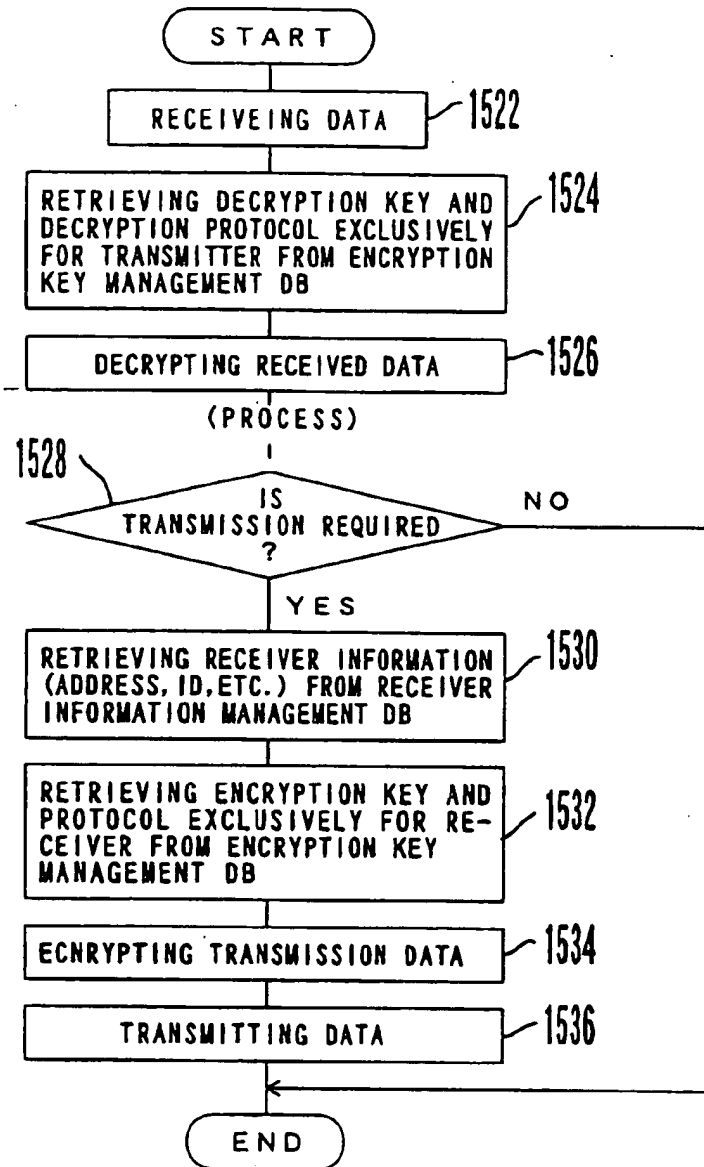 START
RECEIVEING DATA
1522
RETRIEVING DECRYPTION KEY AND
DECRYPTION PROTOCOL EXCLUSIVELY
FOR TRANSMITTER FROM ENCRYPTION
KEY MANAGEMENT DB
1524
DECRYPTING RECEIVED DATA
1526
(PROCESS)
1528
IS
TRANSMISSION REQUIRED
?
NO
YES
RETRIEVING RECEIVER INFORMATION
(ADDRESS, ID, ETC.) FROM RECEIVER
INFORMATION MANAGEMENT DB
1530
RETRIEVING ENCRYPTION KEY AND
PROTOCOL EXCLUSIVELY FOR RE-
CEIVER FROM ENCRYPTION KEY
MANAGEMENT DB
1532
ECNRYPTING TRANSMISSION DATA
1534
TRANSMITTING DATA
1536
END